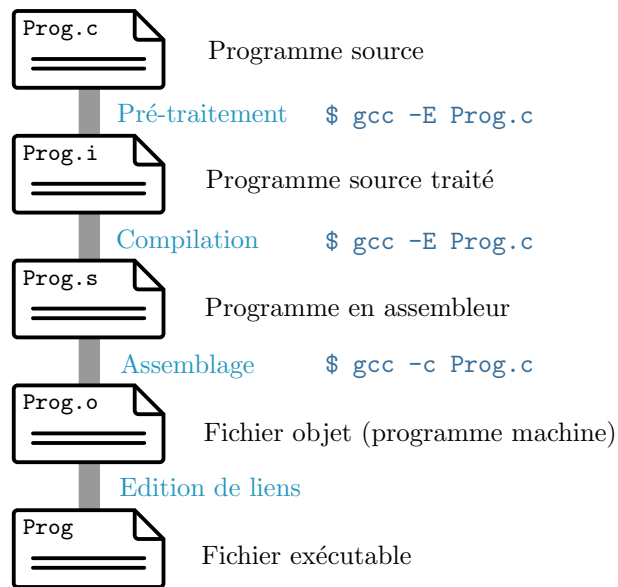 Prog.c
Programme source
Pré-traitement $ gcc -E Prog.c
Prog.i
Programme source traité
Compilation $ gcc -E Prog.c
Prog.s
Programme en assembleur
Assemblage $ gcc -c Prog.c
Prog.o
Fichier objet (programme machine)
Edition de liens
Prog
Fichier exécutable